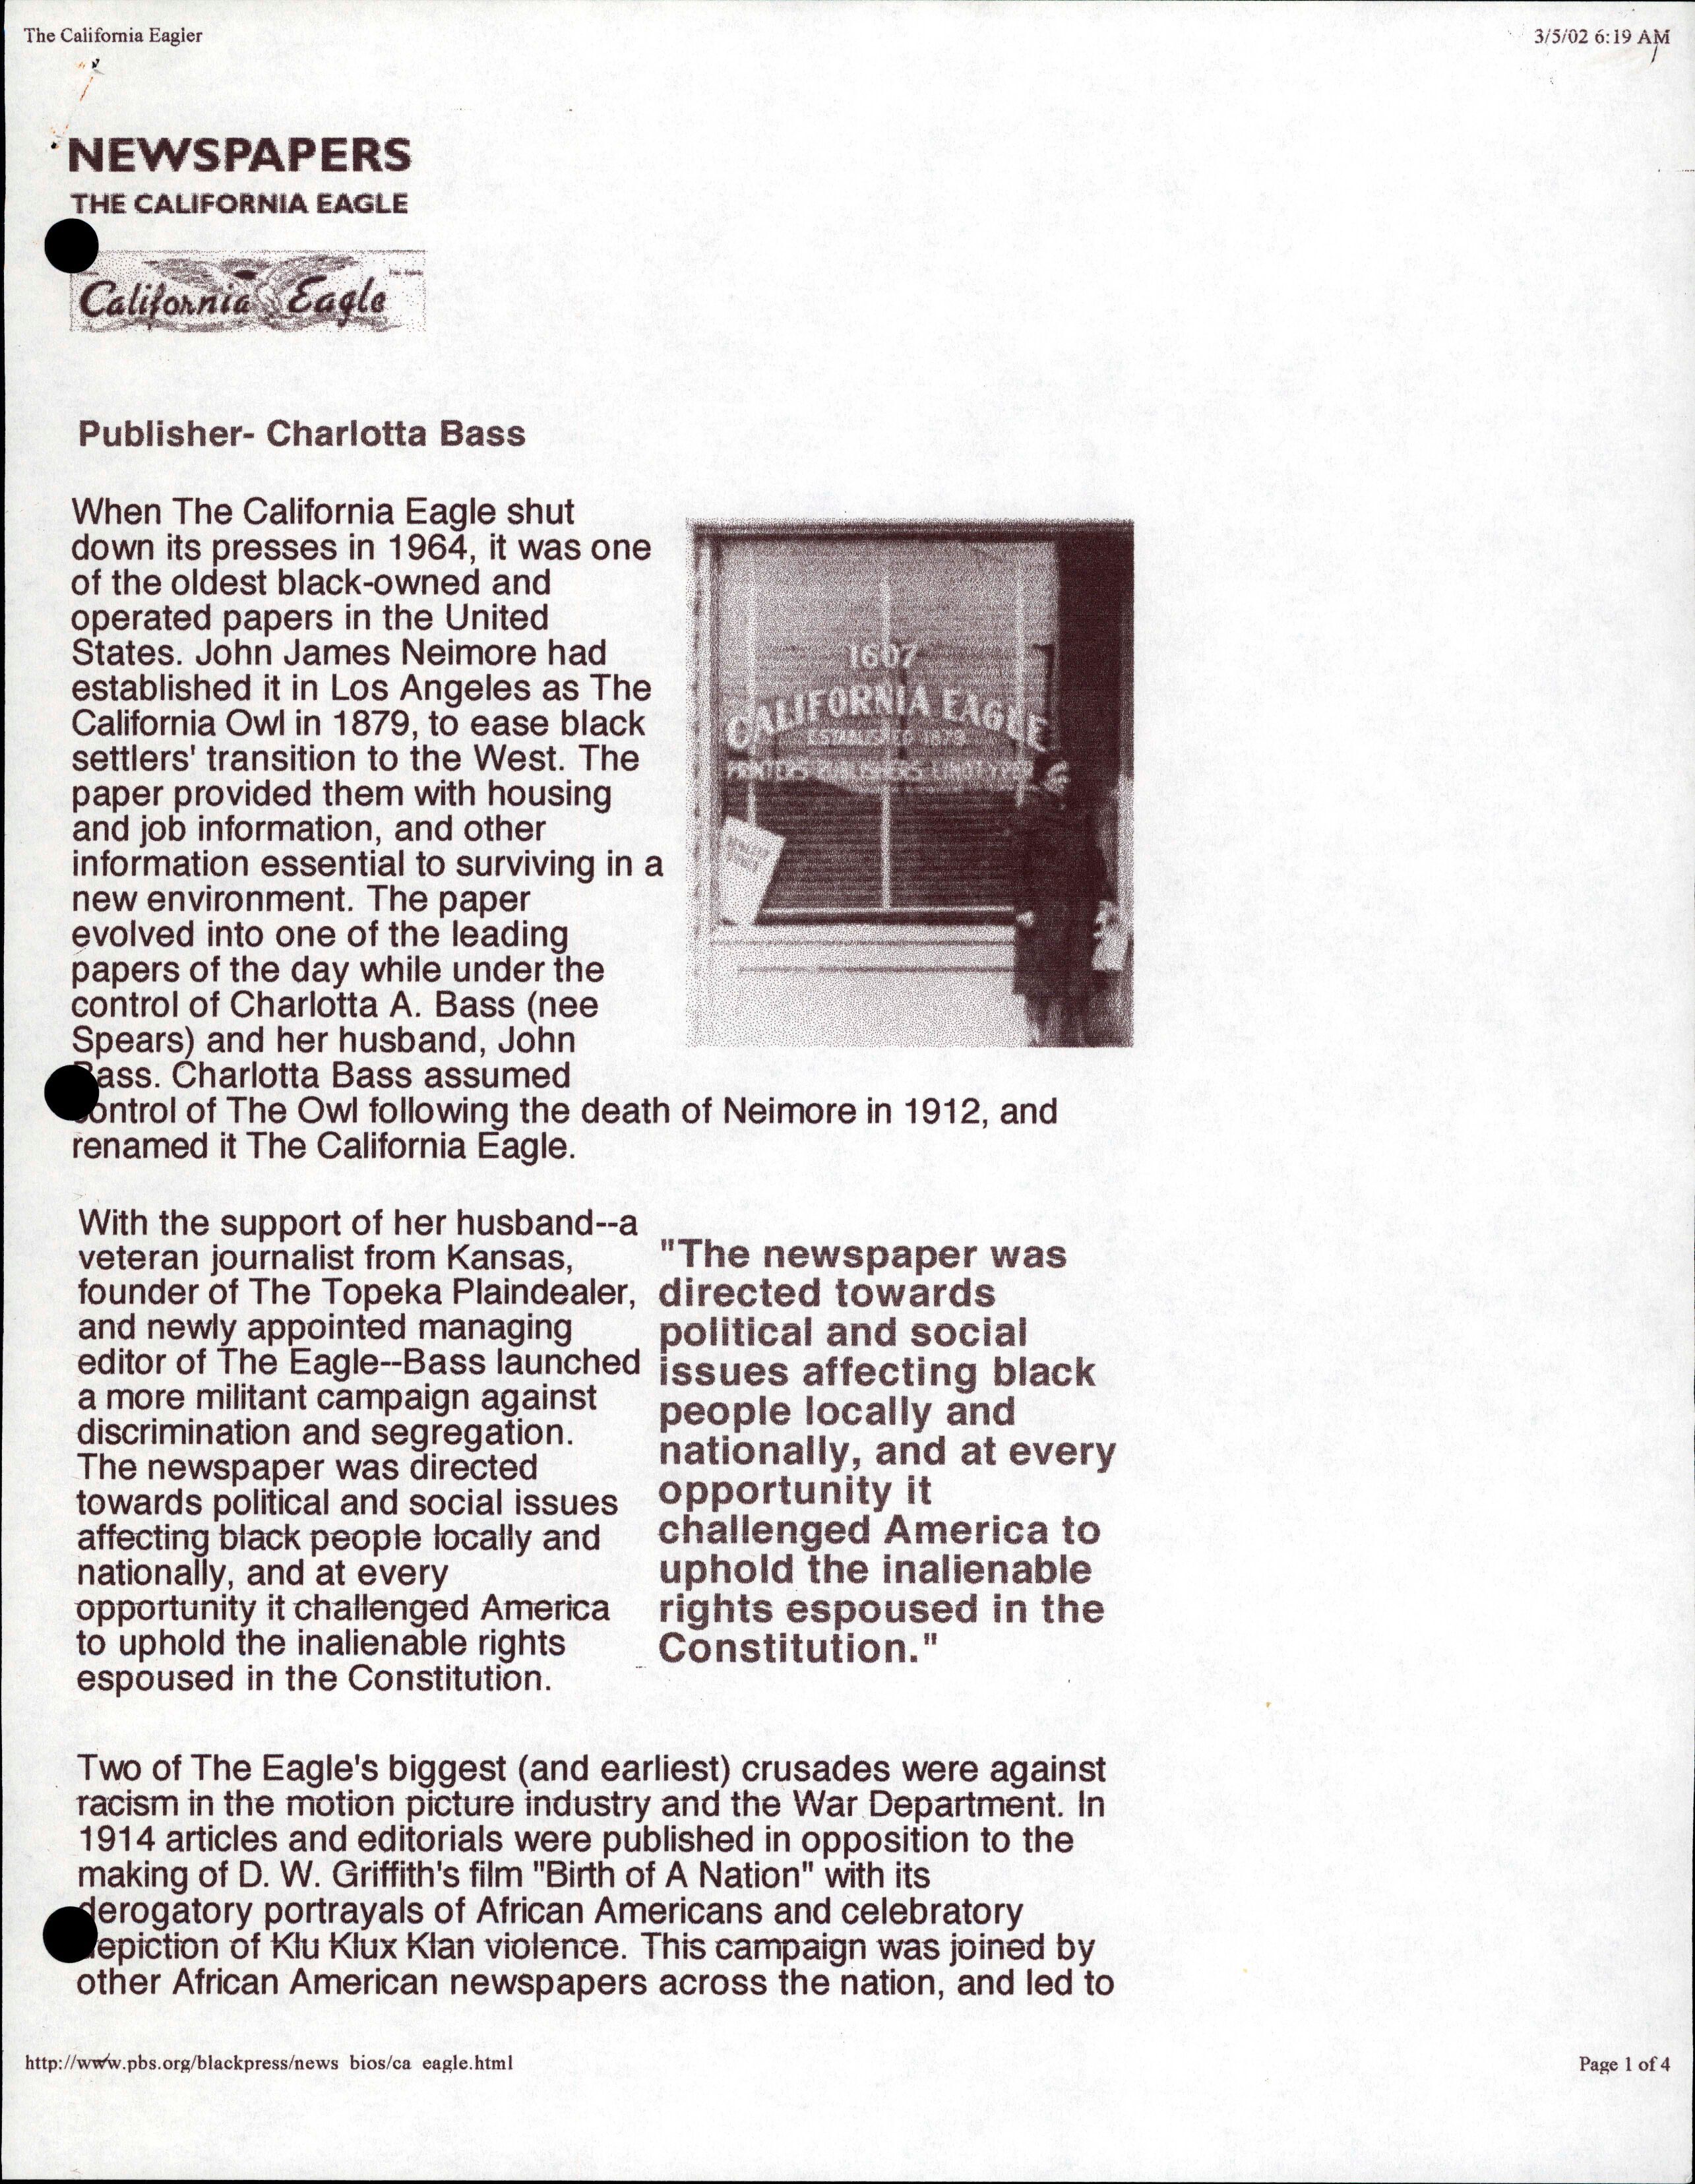 The California Eagler
3/5/02 6:19 AM
NEWSPAPERS
THE CALIFORNIA EAGLE
California Eagle
Publisher- Charlotta Bass
When The California Eagle shut
down its presses in 1964, it was one
of the oldest black-owned and
operated papers in the United
States. John James Neimore had
established it in Los Angeles as The
California Owl in 1879, to ease black
settlers' transition to the West. The
paper provided them with housing
and job information, and other
information essential to surviving in a
new environment. The paper
evolved into one of the leading
papers of the day while under the
control of Charlotta A. Bass (nee
Spears) and her husband, John
Bass. Charlotta Bass assumed
control of The Owl following the death of Neimore in 1912, and
renamed it The California Eagle.
1607
CALIFORNIA EAGLE
ESTABLISHED 1879
PRINTERS PUBLISHERS LINOTYPERS
With the support of her husband--a
veteran journalist from Kansas,
founder of The Topeka Plaindealer,
and newly appointed managing
editor of The Eagle--Bass launched
a more militant campaign against
discrimination and segregation.
The newspaper was directed
towards political and social issues
affecting black people locally and
nationally, and at every
opportunity it challenged America
to uphold the inalienable rights
espoused in the Constitution.
"The newspaper was
directed towards
political and social
issues affecting black
people locally and
nationally, and at every
opportunity it
challenged America to
uphold the inalienable
rights espoused in the
Constitution."
Two of The Eagle's biggest (and earliest) crusades were against
racism in the motion picture industry and the War Department. In
1914 articles and editorials were published in opposition to the
making of D. W. Griffith's film "Birth of A Nation" with its
derogatory portrayals of African Americans and celebratory
depiction of Klu Klux Klan violence. This campaign was joined by
other African American newspapers across the nation, and led to
http://www.pbs.org/blackpress/news bios/ca eagle.html
Page 1 of 4